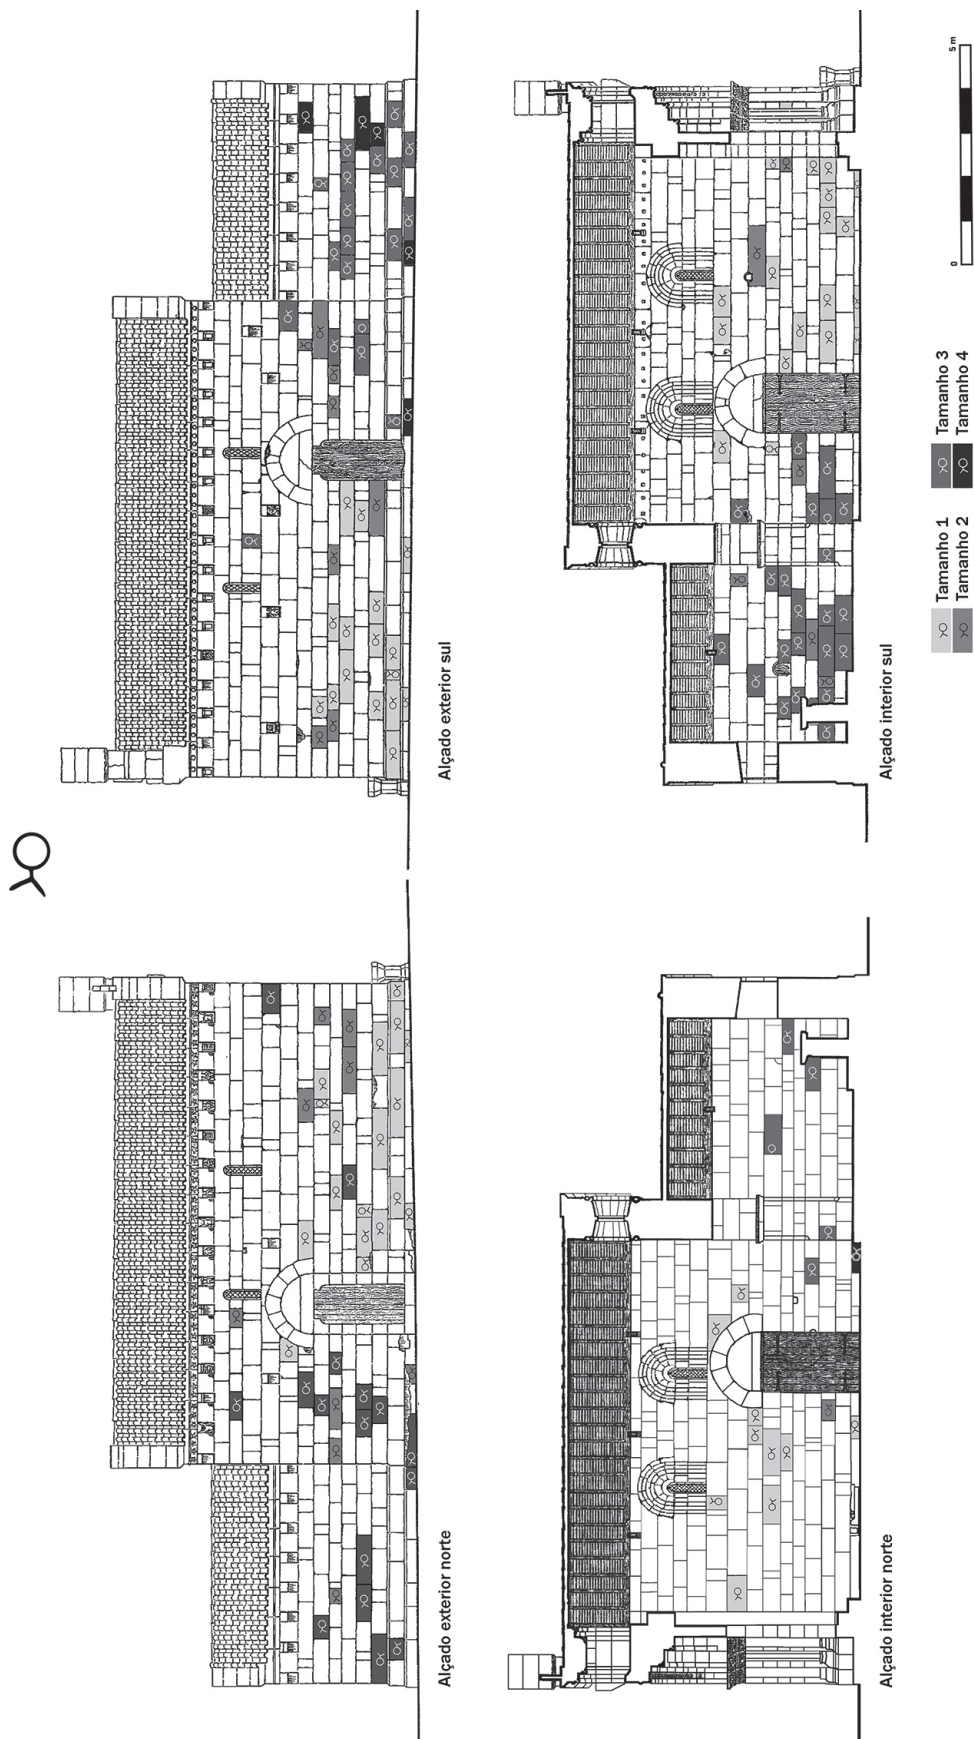 Alçado exterior norte
Alçado exterior sul
Alçado interior norte
Alçado interior sul
Tamanho 1
Tamanho 2
Tamanho 3
Tamanho 4
0
5 m